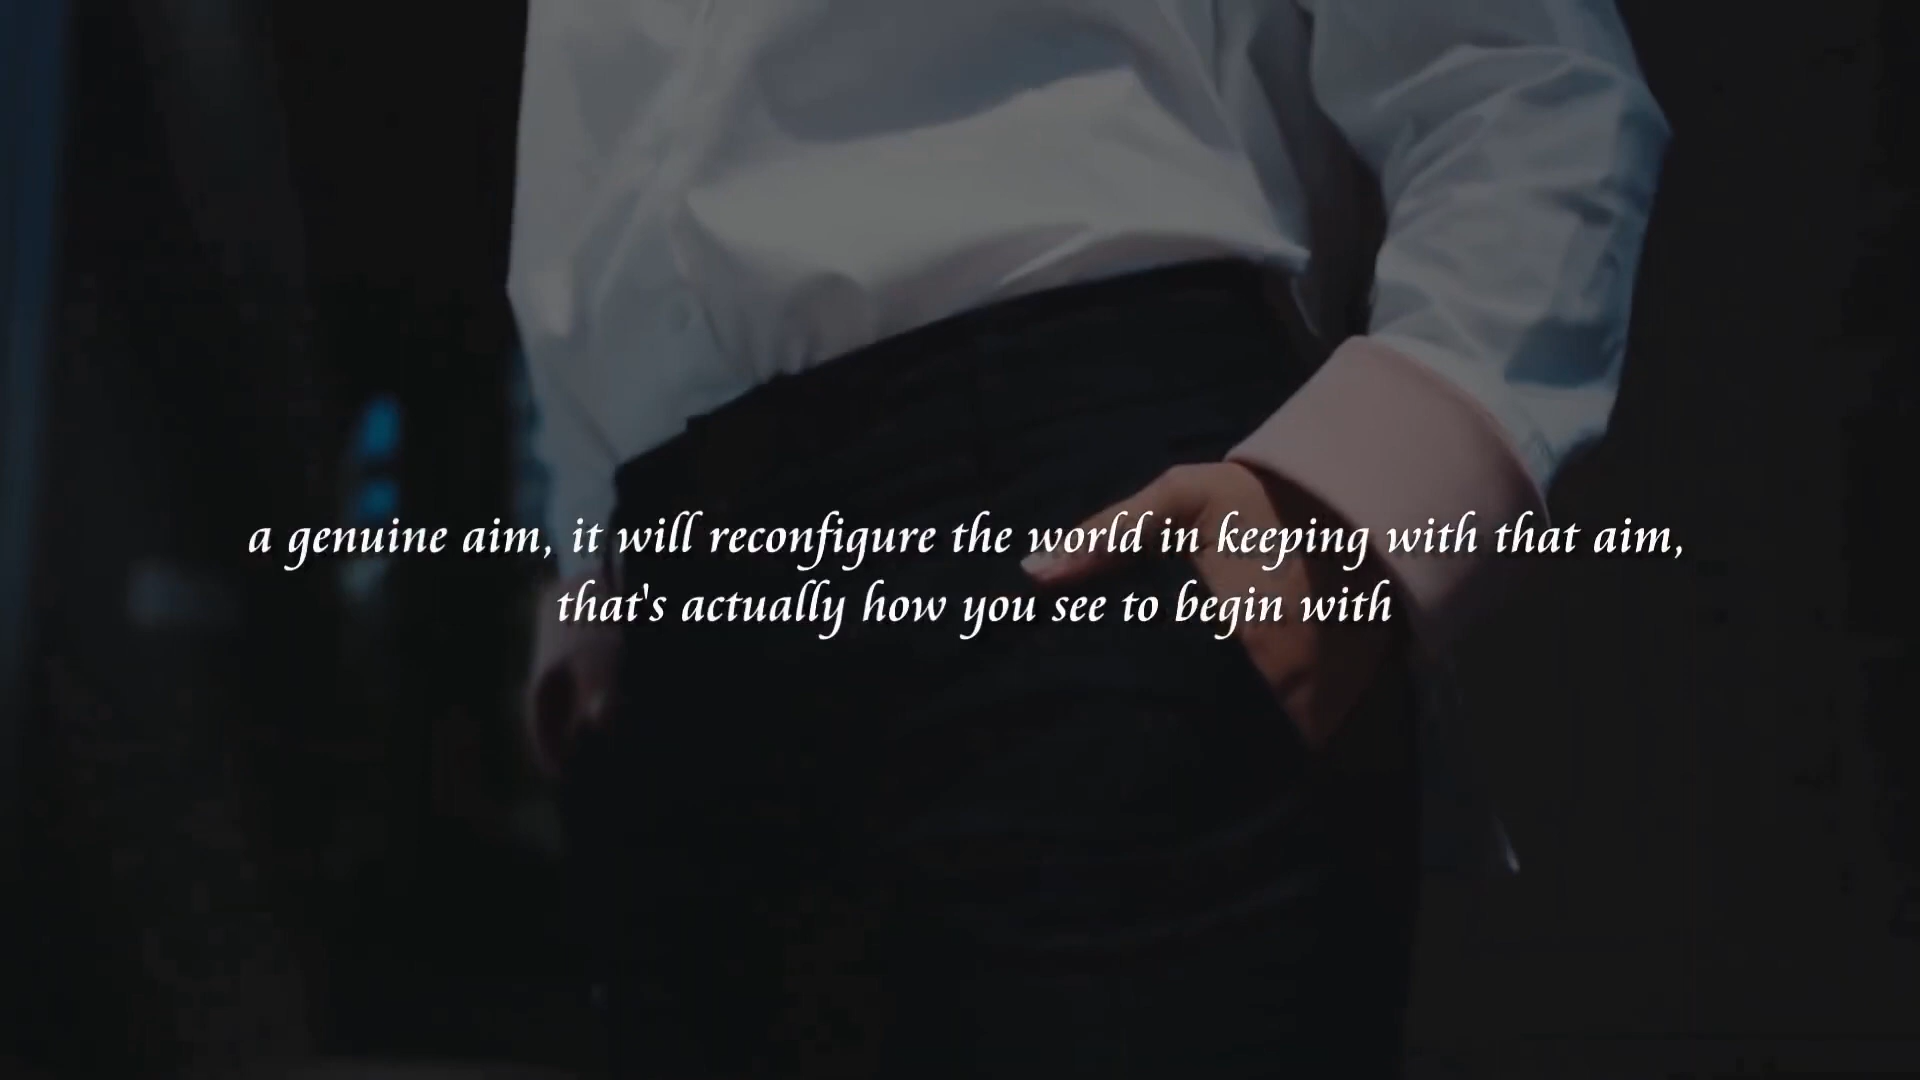 a genuine aim, it will reconfigure the world in keeping with that aim,
that's actually how you see to begin with